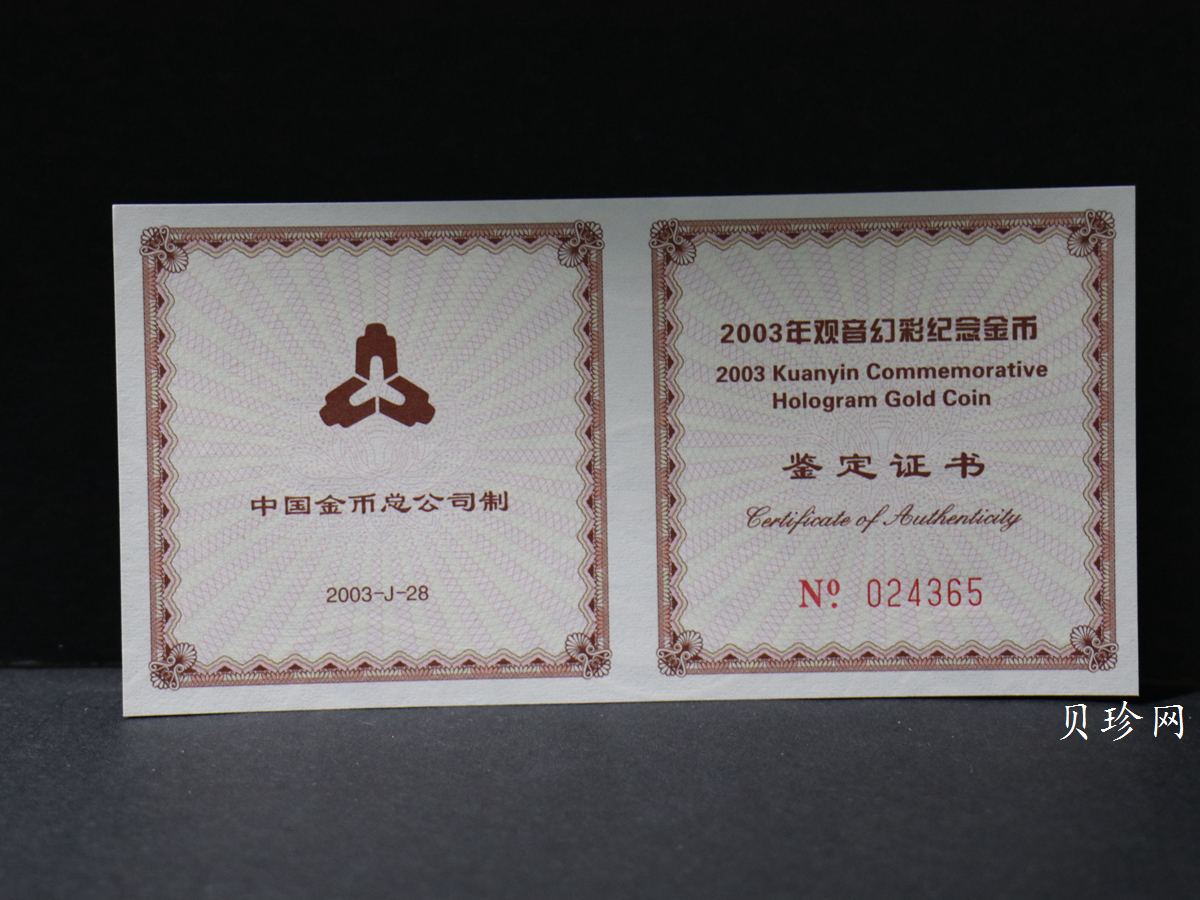 中国金币总公司制
2003-J-28
2003年观音幻彩纪念金币
2003 Kuanyin Commemorative
Hologram Gold Coin
鉴定证书
Certificate of Authenticity
Nº 024365
贝珍网